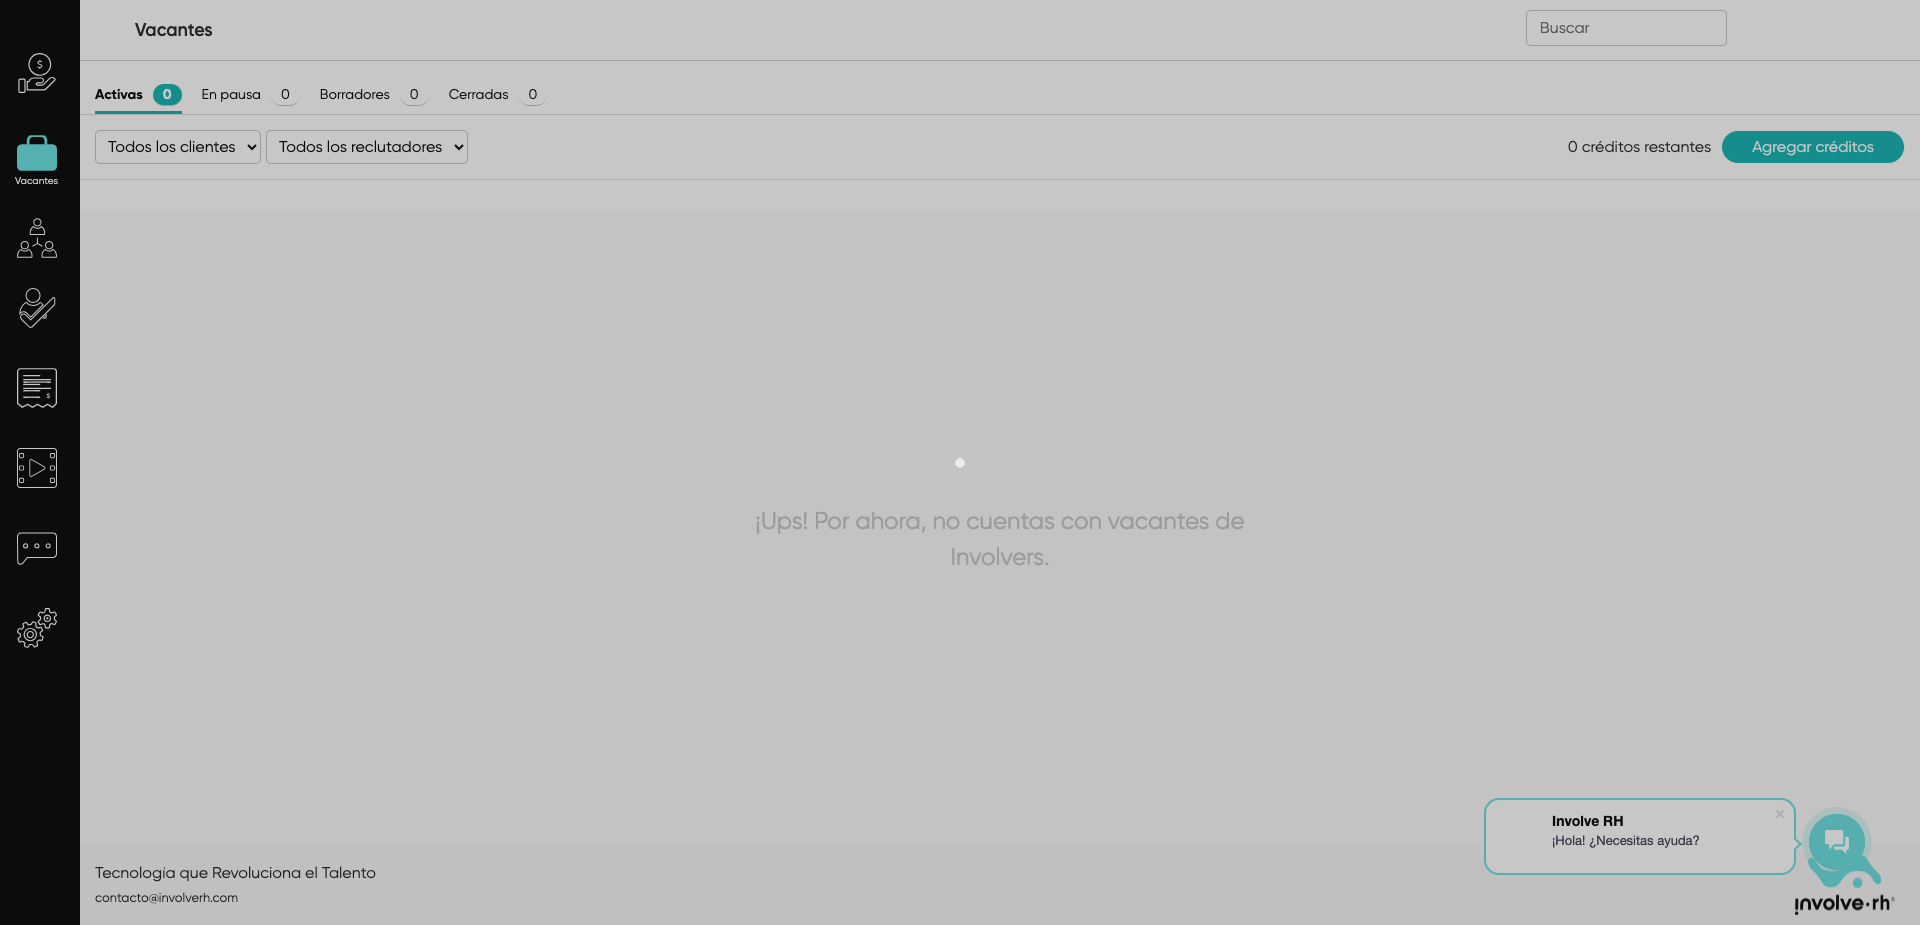 Vacantes
Buscar
Activas 0 En pausa 0 Borradores 0 Cerradas 0
Todos los clientes Todos los reclutadores 0 créditos restantes Agregar créditos
Vacantes
¡Ups! Por ahora, no cuentas con vacantes de
Involvers.
Involve RH
¡Hola! ¿Necesitas ayuda?
Tecnología que Revoluciona el Talento
contacto@involverh.com
involve·rh®